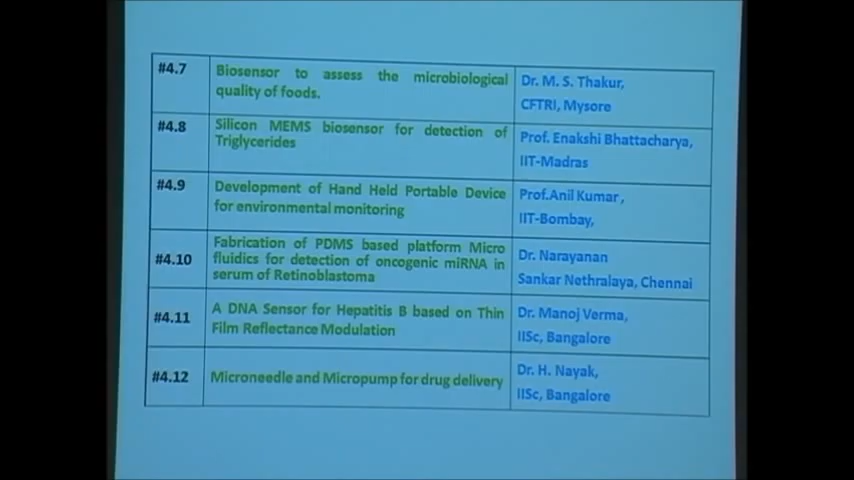 #4.7
Biosensor to assess the microbiological
quality of foods.
Dr. M. S. Thakur,
CFTRI, Mysore
#4.8
Silicon MEMS biosensor for detection of
Triglycerides
Prof. Enakshi Bhattacharya,
IIT-Madras
#4.9
Development of Hand Held Portable Device
for environmental monitoring
Prof.Anil Kumar ,
IIT-Bombay,
#4.10
Fabrication of PDMS based platform Micro
fluidics for detection of oncogenic miRNA in
serum of Retinoblastoma
Dr. Narayanan
Sankar Nethralaya, Chennai
#4.11
A DNA Sensor for Hepatitis B based on Thin
Film Reflectance Modulation
Dr. Manoj Verma,
IISc, Bangalore
#4.12
Microneedle and Micropump for drug delivery
Dr. H. Nayak,
IISc, Bangalore